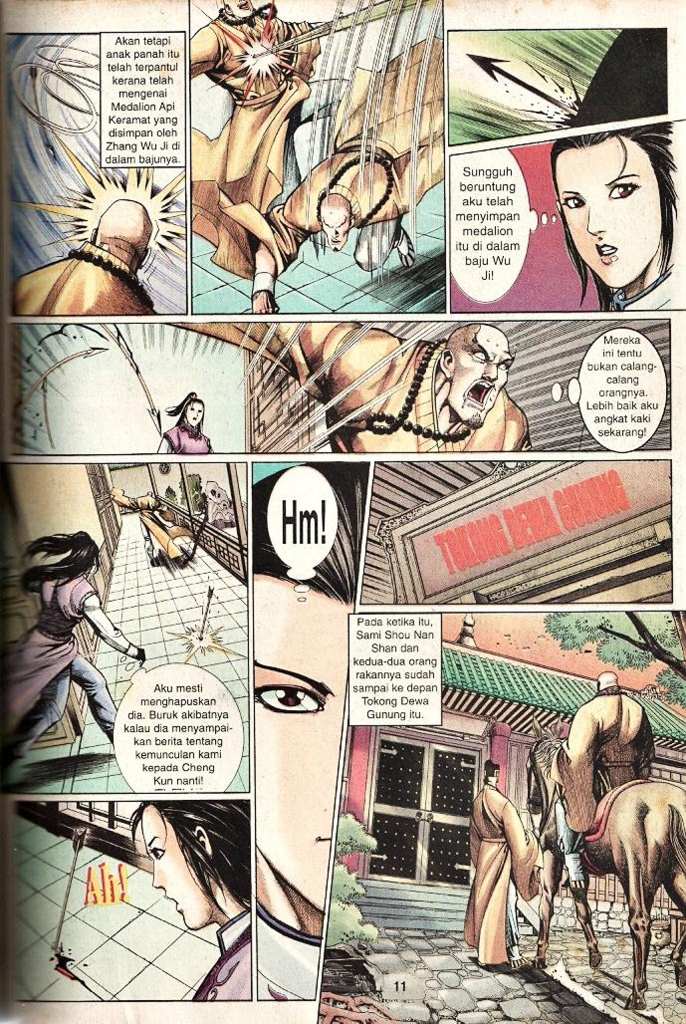 Akan tetapi
anak panah itu
telah terpantul
kerana telah
mengenai
Medalion Api
Keramat yang
disimpan oleh
Zhang Wu Ji di
dalam bajunya.
Sungguh
beruntung
aku telah
menyimpan
medalion
itu di dalam
baju Wu
Ji!
Mereka
ini tentu
bukan calang-
calang
orangnya.
Lebih baik aku
angkat kaki
sekarang!
Aku mesti
menghapuskan
dia. Buruk akibatnya
kalau dia menyampai-
kan berita tentang
kemunculan kami
kepada Cheng
Kun nanti!
Hm!
TOKONG DEWA GUNUNG
Pada ketika itu,
Sami Shou Nan
Shan dan
kedua-dua orang
rakannya sudah
sampai ke depan
Tokong Dewa
Gunung itu.
11